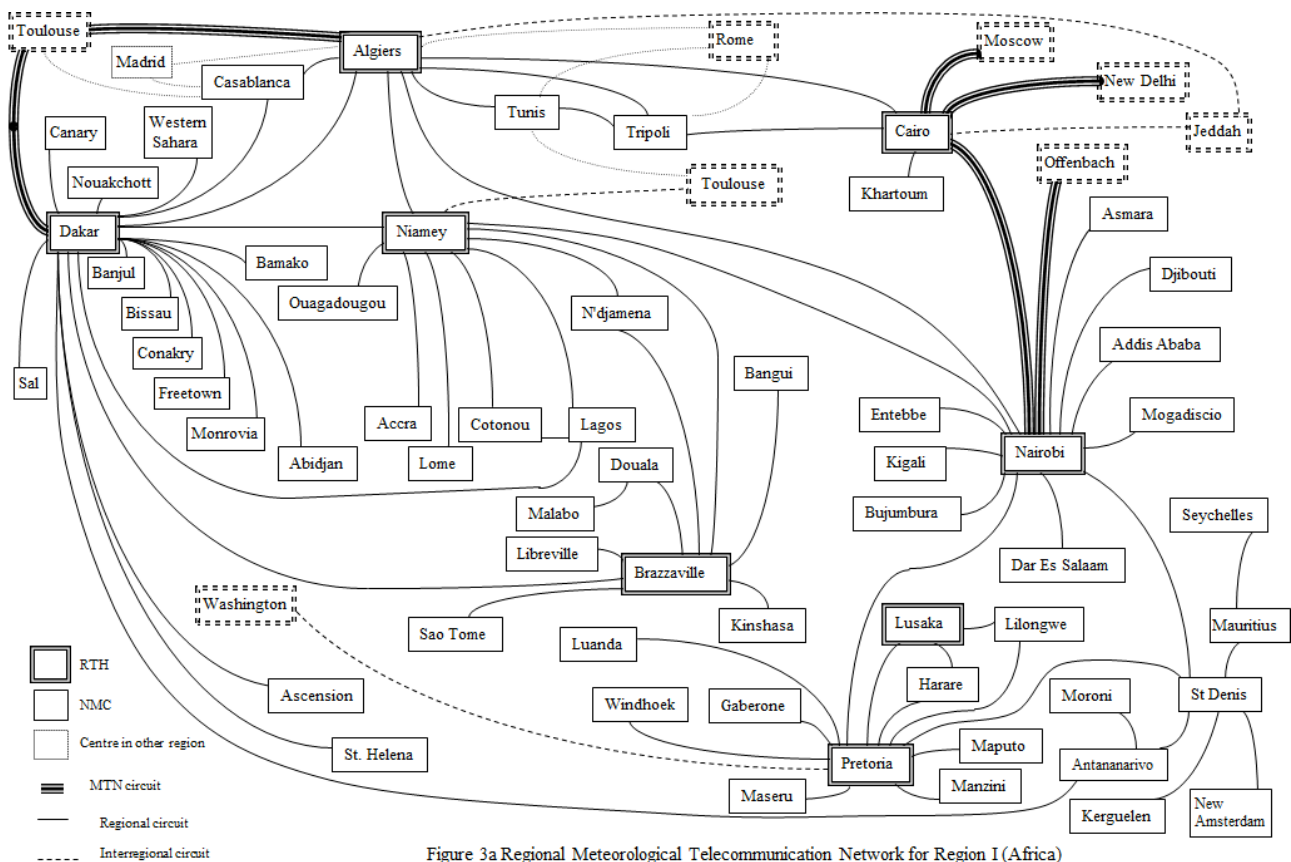 Toulouse
Rome
Moscow
Algiers
Madrid
Casablanca
New Delhi
Tunis
Tripoli
Cairo
Jeddah
Canary
Western
Sahara
Offenbach
Nouakchott
Toulouse
Khartoum
Dakar
Niamey
Asmara
Banjul
Bamako
Djibouti
Bissau
Ouagadougou
N'djamena
Conakry
Addis Ababa
Sal
Freetown
Bangui
Monrovia
Accra
Cotonou
Lagos
Entebbe
Mogadiscio
Abidjan
Lome
Douala
Kigali
Nairobi
Malabo
Bujumbura
Seychelles
Libreville
Brazzaville
Dar Es Salaam
Washington
Sao Tome
Kinshasa
Luanda
Lusaka
Lilongwe
Mauritius
RTH
Harare
NMC
Ascension
Windhoek
Gaberone
Moroni
St Denis
Centre in other region
St. Helena
Pretoria
Maputo
Antananarivo
MTN circuit
Maseru
Manzini
Kerguelen
New
Amsterdam
Regional circuit
Interregional circuit
Figure 3a Regional Meteorological Telecommunication Network for Region I (Africa)